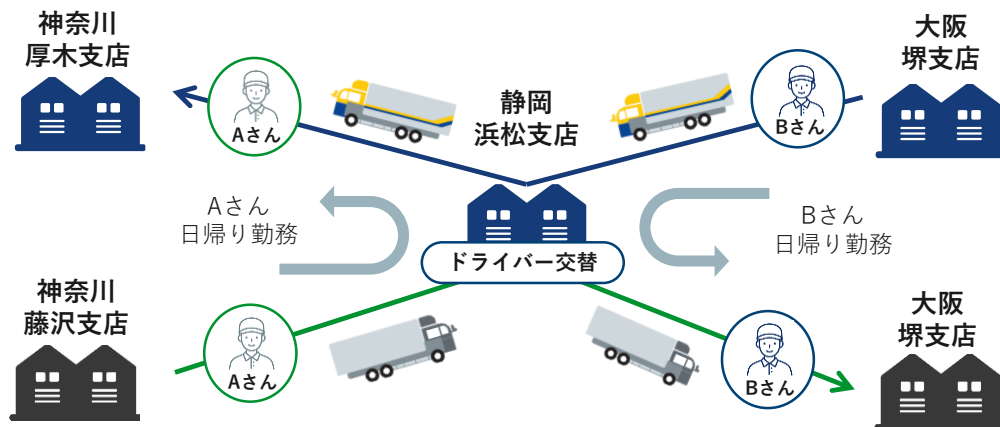 神奈川
厚木支店
Aさん
静岡
浜松支店
Bさん
大阪
堺支店
Aさん
日帰り勤務
Bさん
日帰り勤務
ドライバー交替
神奈川
藤沢支店
Aさん
Bさん
大阪
堺支店